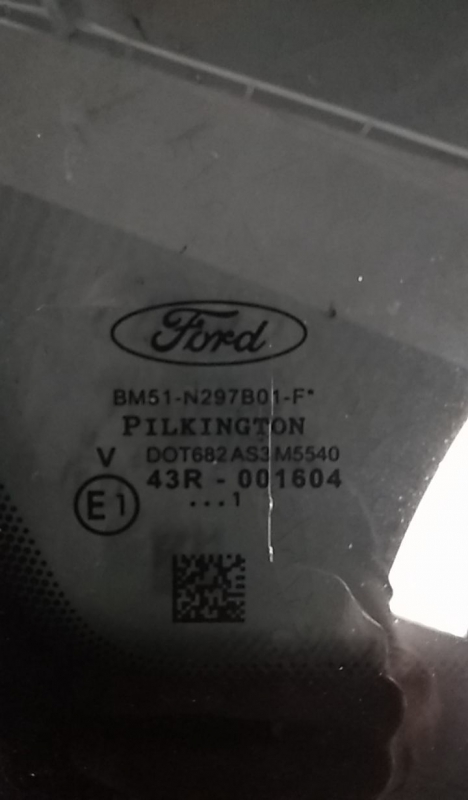 Ford
BM51-N297B01-F*
PILKINGTON
V DOT682 AS3 M5540
43R - 001604
E1 ...1